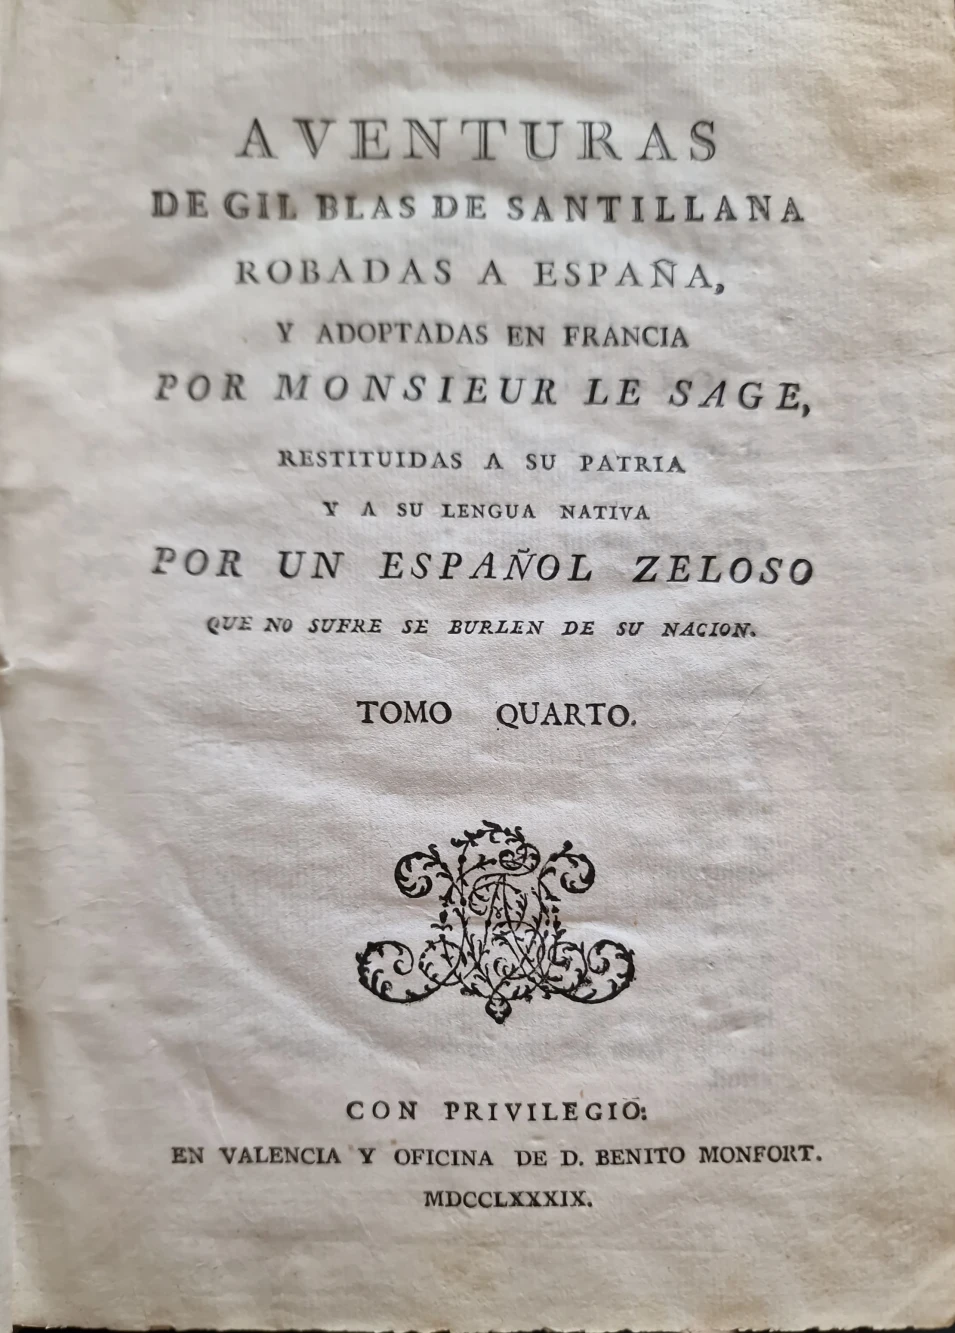 AVENTURAS
DE GIL BLAS DE SANTILLANA
ROBADAS A ESPAÑA,
Y ADOPTADAS EN FRANCIA
POR MONSIEUR LE SAGE,
RESTITUIDAS A SU PATRIA
Y A SU LENGUA NATIVA
POR UN ESPAÑOL ZELOSO
QUE NO SUFRE SE BURLEN DE SU NACION.
TOMO QUARTO.
CON PRIVILEGIO:
EN VALENCIA Y OFICINA DE D. BENITO MONFORT.
MDCCLXXXIX.